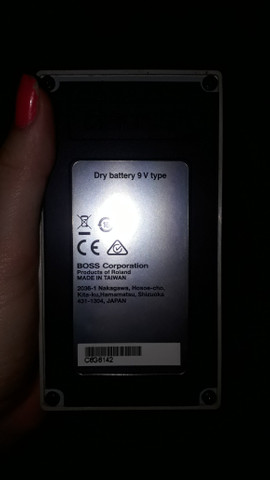 Dry battery 9 V type
CE
BOSS Corporation
Products of Roland
MADE IN TAIWAN
2036-1 Nakagawa, Hosoe-cho,
Kita-ku, Hamamatsu, Shizuoka
431-1304, JAPAN